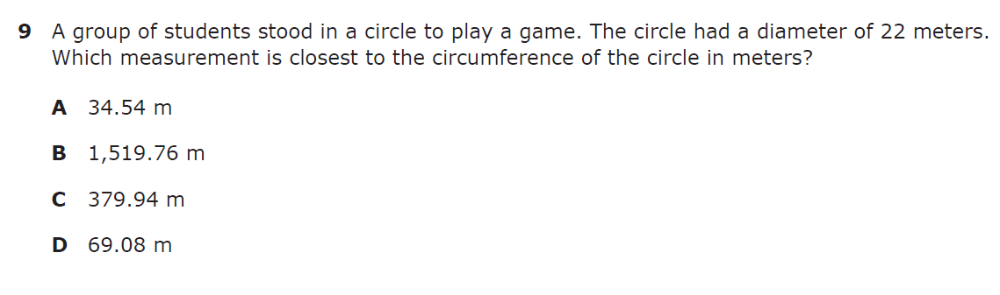 9 A group of students stood in a circle to play a game. The circle had a diameter of 22 meters.
Which measurement is closest to the circumference of the circle in meters?
A 34.54 m
B 1,519.76 m
C 379.94 m
D 69.08 m